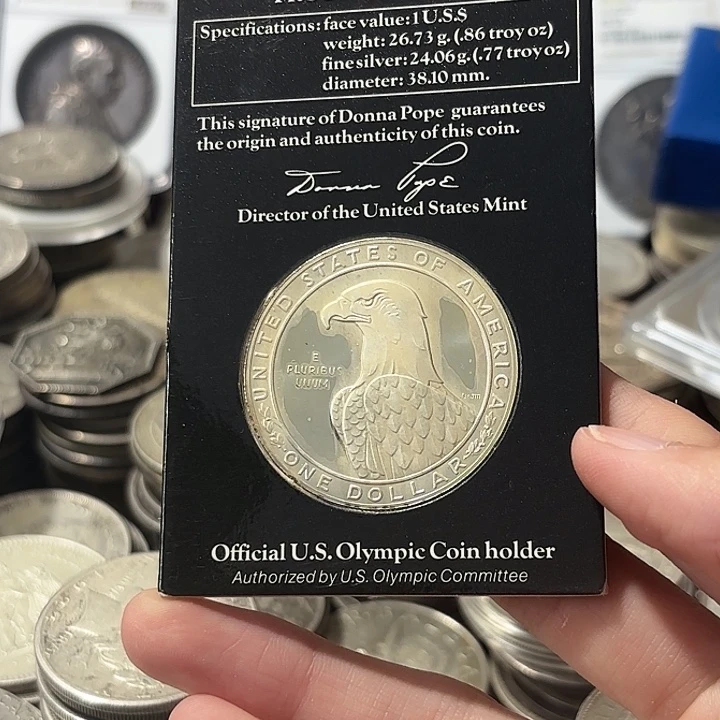 Specifications: face value: 1 U.S.$
weight: 26.73 g. (.86 troy oz)
fine silver: 24.06 g. (.77 troy oz)
diameter: 38.10 mm.
This signature of Donna Pope guarantees
the origin and authenticity of this coin.
Donna Pope
Director of the United States Mint
UNITED STATES OF AMERICA
E
PLURIBUS
UNUM
ONE DOLLAR
Official U.S. Olympic Coin holder
Authorized by U.S. Olympic Committee